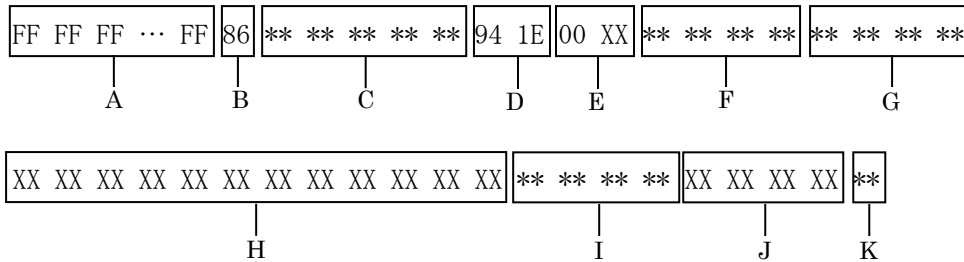 FF FF FF … FF 86 ** ** ** ** ** 94 1E 00 XX ** ** ** ** ** ** ** **
A B C D E F G
XX XX XX XX XX XX XX XX XX XX XX XX ** ** ** ** XX XX XX XX **
H I J K